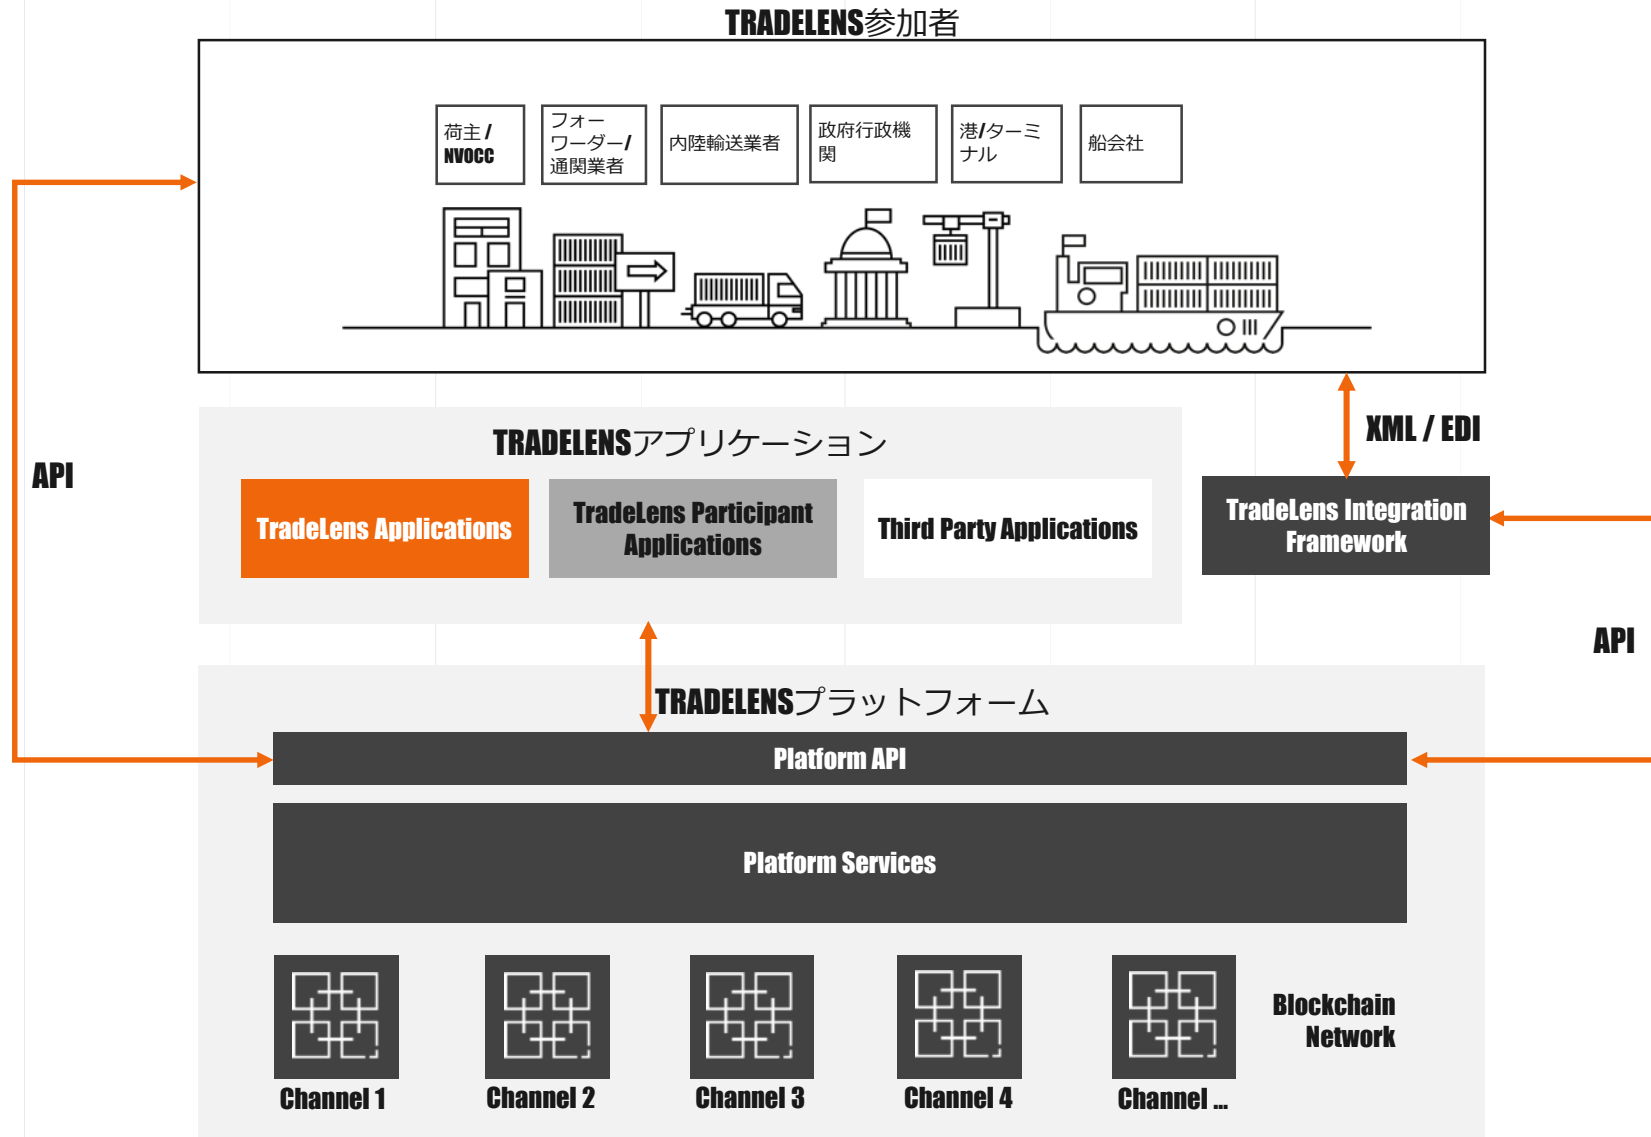 TRADELENS参加者
荷主 /
NVOCC
フォー
ワーダー/
通関業者
内陸輸送業者
政府行政機
関
港/ターミ
ナル
船会社
XML / EDI
TRADELENSアプリケーション
API
TradeLens Applications
TradeLens Participant
Applications
Third Party Applications
TradeLens Integration
Framework
API
TRADELENSプラットフォーム
Platform API
Platform Services
Blockchain
Network
Channel 1
Channel 2
Channel 3
Channel 4
Channel ...